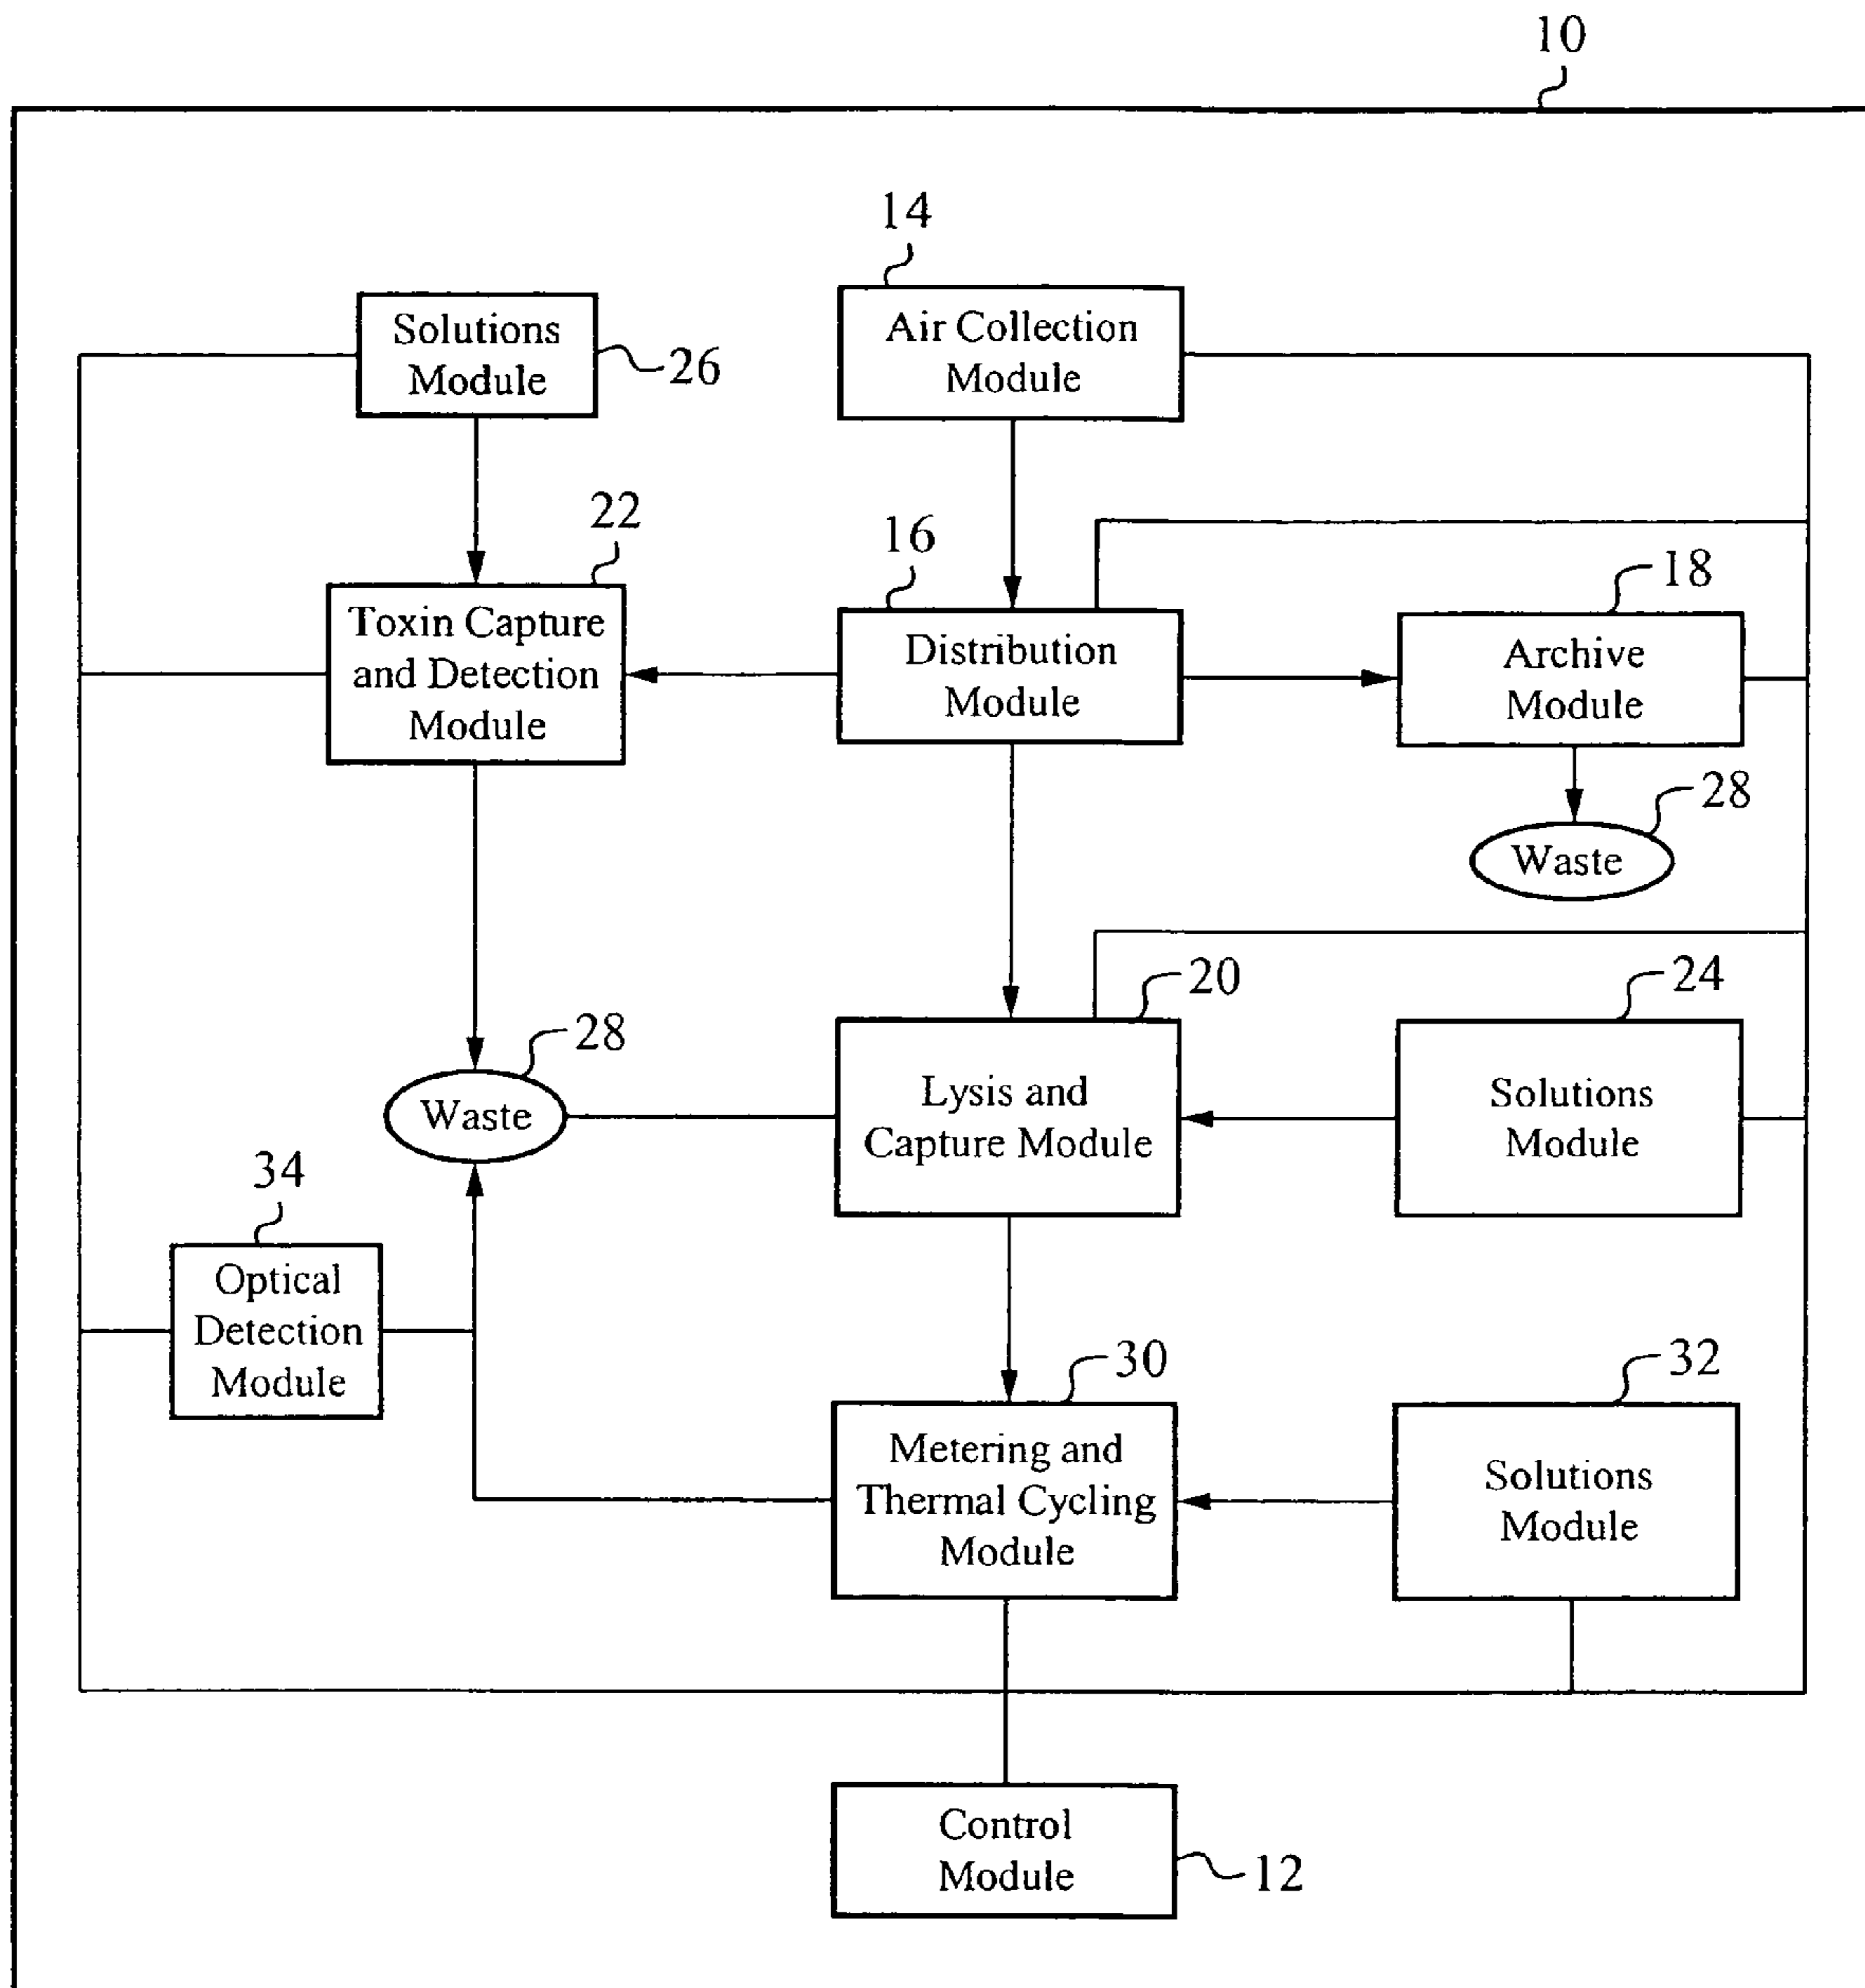 10
14
Solutions
Module
26
Air Collection
Module
22
16
18
Toxin Capture
and Detection
Module
Distribution
Module
Archive
Module
28
Waste
20
24
28
Waste
Lysis and
Capture Module
Solutions
Module
34
Optical
Detection
Module
30
32
Metering and
Thermal Cycling
Module
Solutions
Module
Control
Module
12